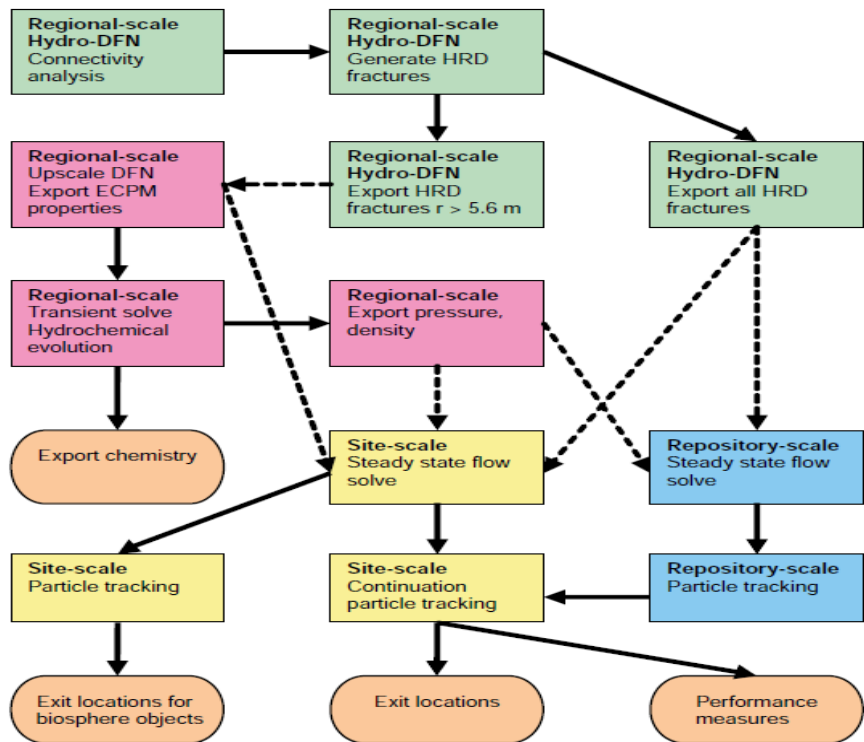 Regional-scale
Hydro-DFN
Connectivity
analysis
Regional-scale
Hydro-DFN
Generate HRD
fractures
Regional-scale
Upscale DFN
Export ECPM
properties
Regional-scale
Hydro-DFN
Export HRD
fractures r > 5.6 m
Regional-scale
Hydro-DFN
Export all HRD
fractures
Regional-scale
Transient solve
Hydrochemical
evolution
Regional-scale
Export pressure,
density
Export chemistry
Site-scale
Steady state flow
solve
Repository-scale
Steady state flow
solve
Site-scale
Particle tracking
Site-scale
Continuation
particle tracking
Repository-scale
Particle tracking
Exit locations for
biosphere objects
Exit locations
Performance
measures